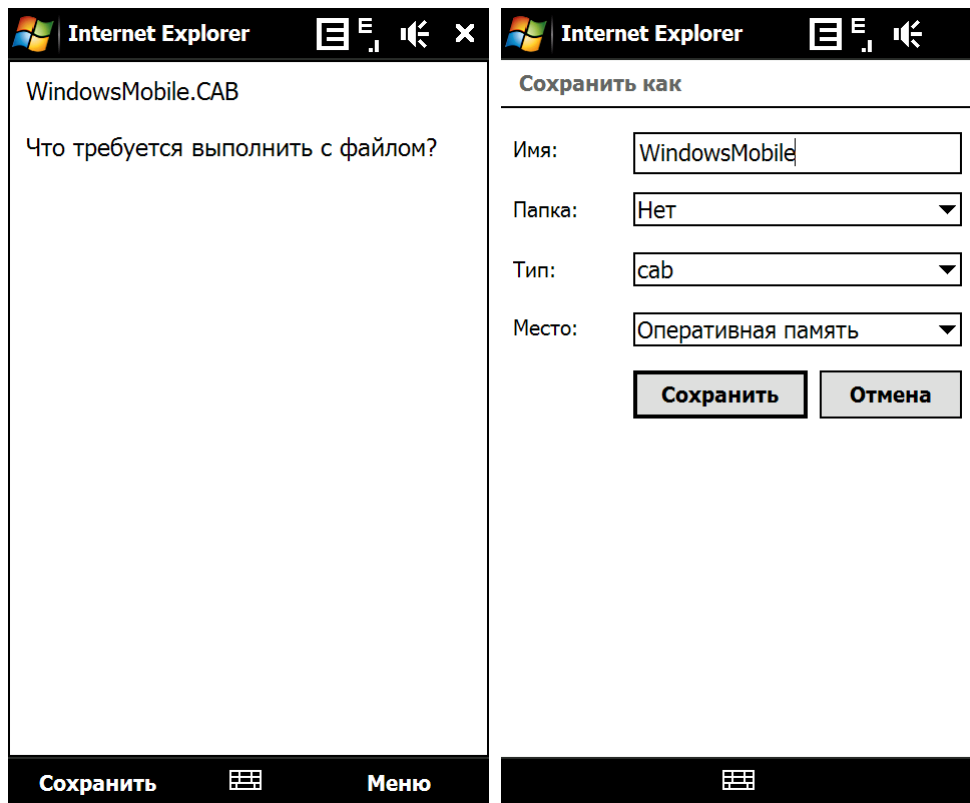 Internet Explorer E E
WindowsMobile.CAB
Что требуется выполнить с файлом?
Сохранить Меню
Internet Explorer E E
Сохранить как
Имя: WindowsMobile
Папка: Нет
Тип: cab
Место: Оперативная память
Сохранить Отмена